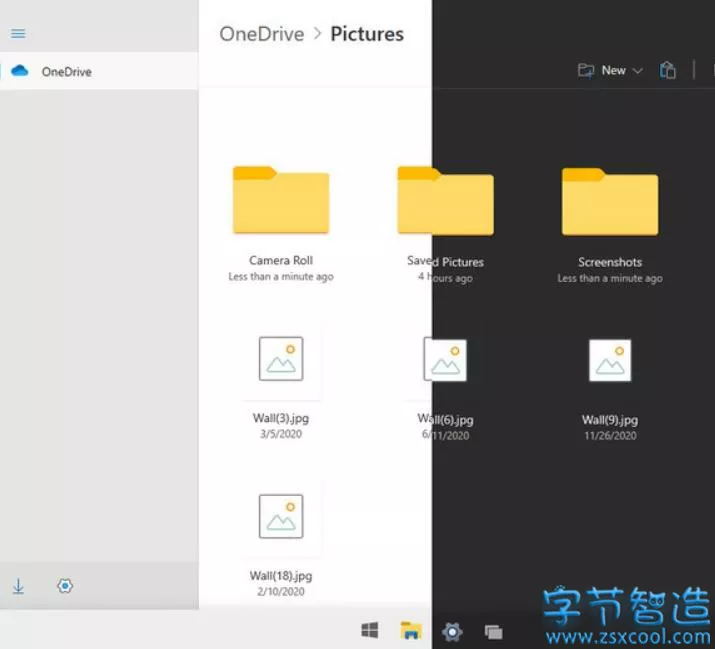 OneDrive > Pictures
OneDrive
New
Camera Roll
Less than a minute ago
Saved Pictures
4 hours ago
Screenshots
Less than a minute ago
Wall(3).jpg
3/5/2020
Wall(6).jpg
6/11/2020
Wall(9).jpg
11/26/2020
Wall(18).jpg
2/10/2020
字节智造
www.zsxcool.com